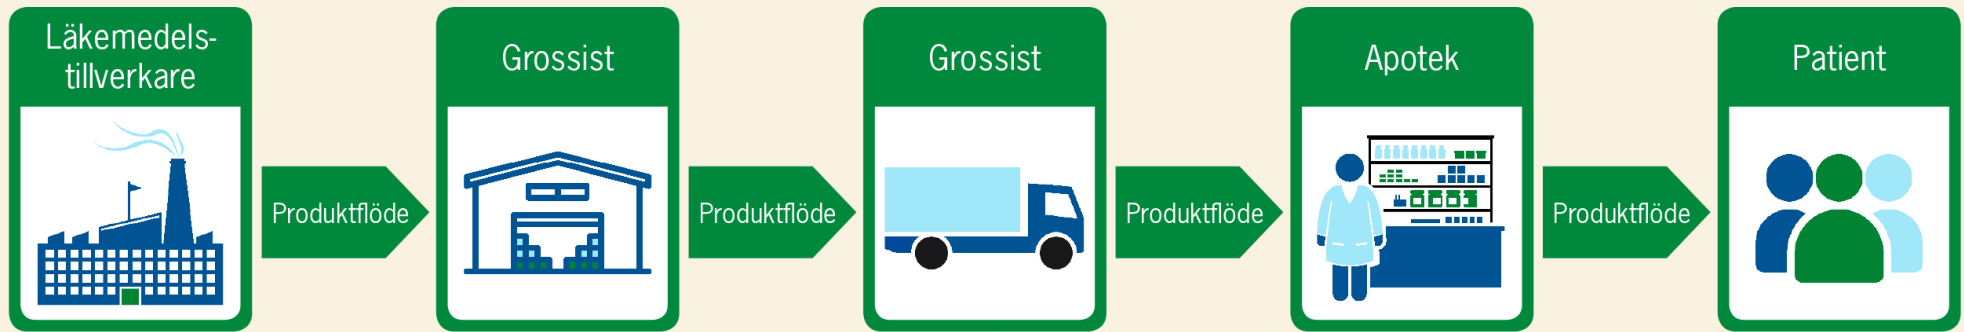 Läkemedels-
tillverkare
Produktflöde
Grossist
Produktflöde
Grossist
Produktflöde
Apotek
Produktflöde
Patient